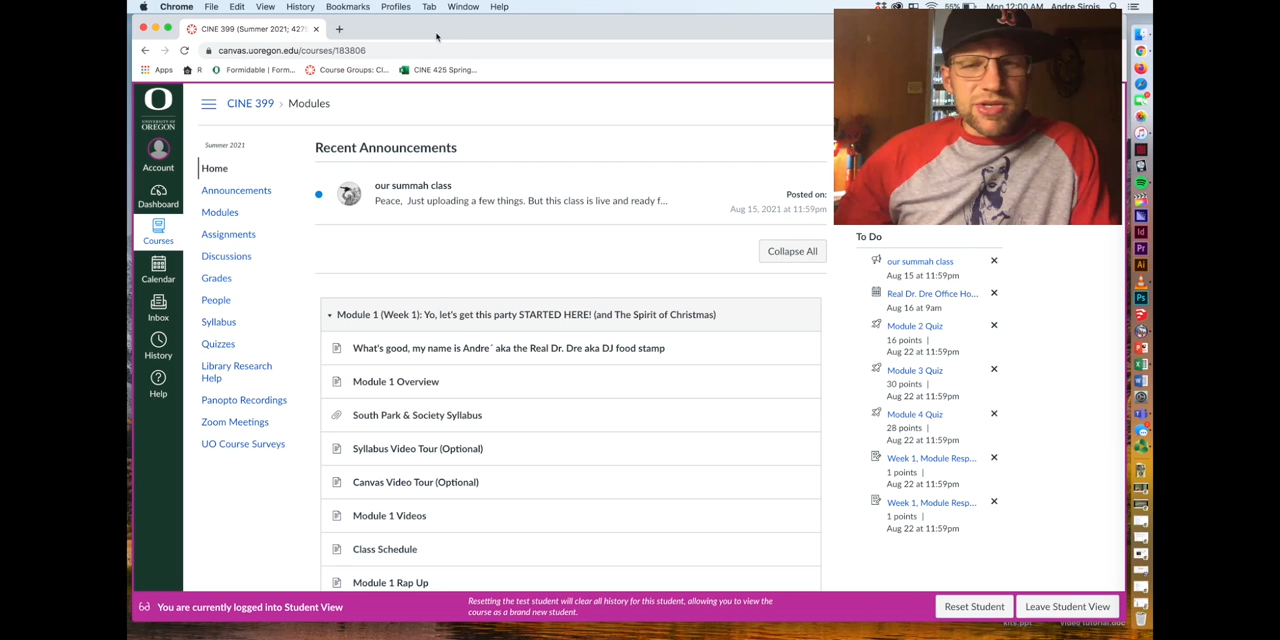 Chrome File Edit View History Bookmarks Profiles Tab Window Help
55% Mon 12:00 AM Andre Sirois
CINE 399 (Summer 2021; 427
canvas.uoregon.edu/courses/183806
Apps R Formidable | Form... Course Groups: Ci... CINE 425 Spring...
UNIVERSITY OF OREGON
Account
Dashboard
Courses
Calendar
Inbox
History
Help
CINE 399 > Modules
Summer 2021
Home
Announcements
Modules
Assignments
Discussions
Grades
People
Syllabus
Quizzes
Library Research
Help
Panopto Recordings
Zoom Meetings
UO Course Surveys
Recent Announcements
our summah class
Peace, Just uploading a few things. But this class is live and ready f...
Posted on:
Aug 15, 2021 at 11:59pm
Collapse All
Module 1 (Week 1): Yo, let's get this party STARTED HERE! (and The Spirit of Christmas)
What's good, my name is Andre´ aka the Real Dr. Dre aka DJ food stamp
Module 1 Overview
South Park & Society Syllabus
Syllabus Video Tour (Optional)
Canvas Video Tour (Optional)
Module 1 Videos
Class Schedule
Module 1 Rap Up
To Do
our summah class
Aug 15 at 11:59pm
Real Dr. Dre Office Ho...
Aug 16 at 9am
Module 2 Quiz
16 points |
Aug 22 at 11:59pm
Module 3 Quiz
30 points |
Aug 22 at 11:59pm
Module 4 Quiz
28 points |
Aug 22 at 11:59pm
Week 1, Module Resp...
1 points |
Aug 22 at 11:59pm
Week 1, Module Resp...
1 points |
Aug 22 at 11:59pm
You are currently logged into Student View
Resetting the test student will clear all history for this student, allowing you to view the
course as a brand new student.
Reset Student
Leave Student View